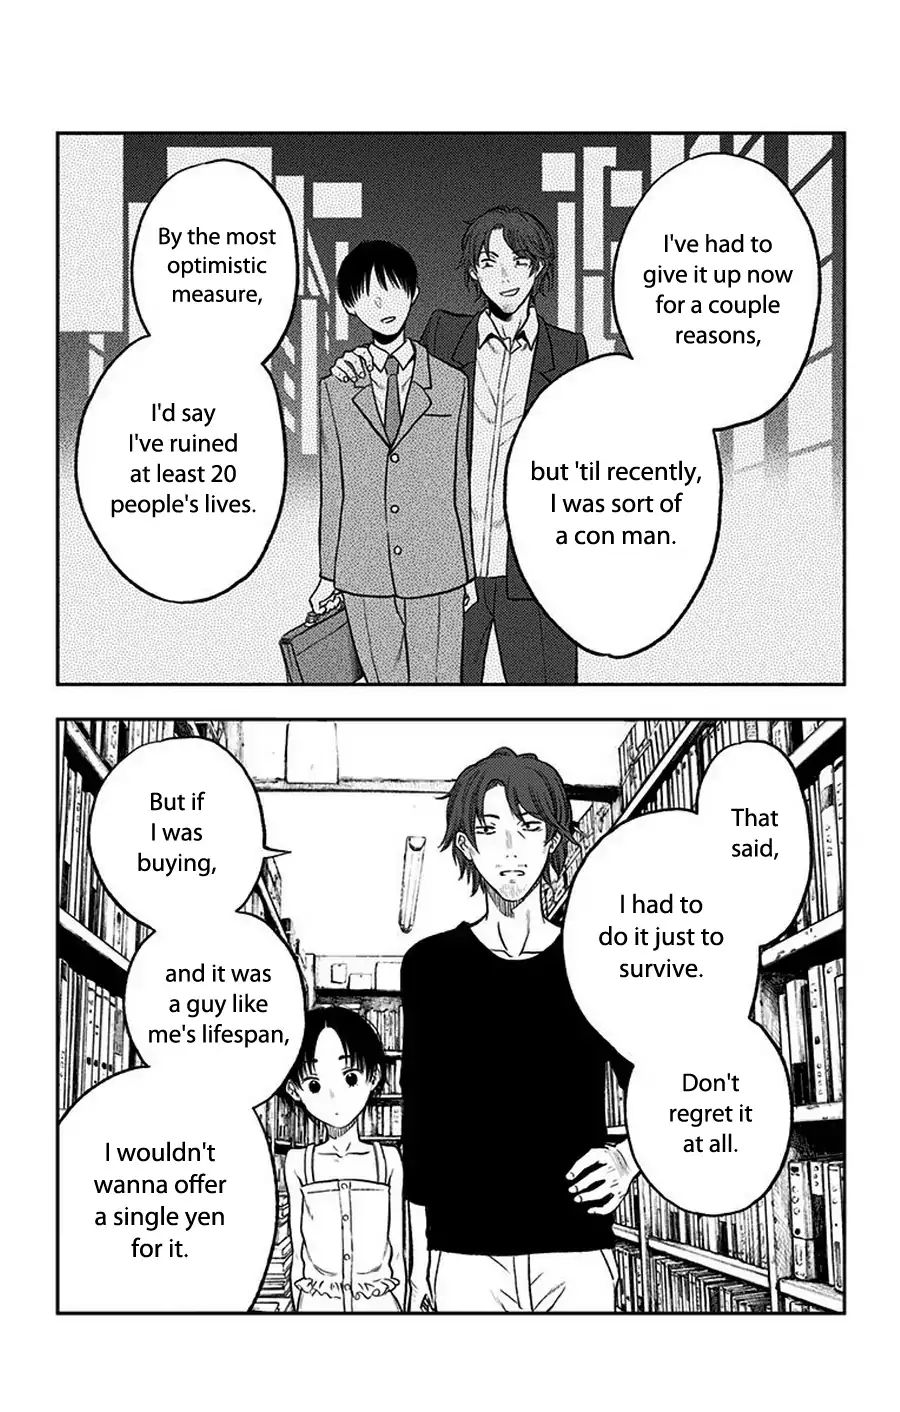 I've had to
give it up now
for a couple
reasons,
but 'til recently,
I was sort of
a con man.
By the most
optimistic
measure,
I'd say
I've ruined
at least 20
people's lives.
That
said,
I had to
do it just to
survive.
Don't
regret it
at all.
But if
I was
buying,
and it was
a guy like
me's lifespan,
I wouldn't
wanna offer
a single yen
for it.